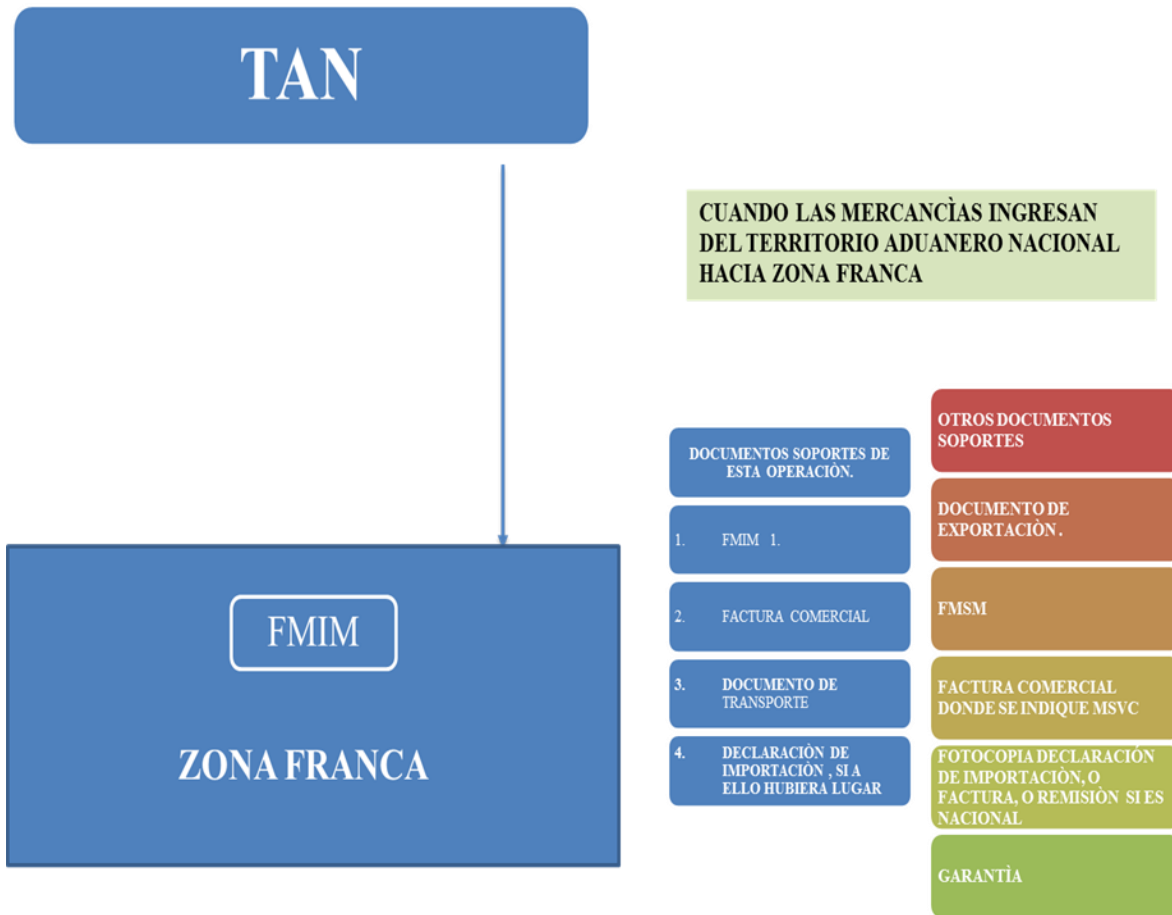 TAN
CUANDO LAS MERCANCÌAS INGRESAN
DEL TERRITORIO ADUANERO NACIONAL
HACIA ZONA FRANCA
FMIM
ZONA FRANCA
DOCUMENTOS SOPORTES DE
ESTA OPERACIÒN.
1. FMIM 1.
2. FACTURA COMERCIAL
3. DOCUMENTO DE
TRANSPORTE
4. DECLARACIÒN DE
IMPORTACIÒN , SI A
ELLO HUBIERA LUGAR
OTROS DOCUMENTOS
SOPORTES
DOCUMENTO DE
EXPORTACIÒN .
FMSM
FACTURA COMERCIAL
DONDE SE INDIQUE MSVC
FOTOCOPIA DECLARACIÓN
DE IMPORTACIÒN, O
FACTURA, O REMISIÒN SI ES
NACIONAL
GARANTÌA